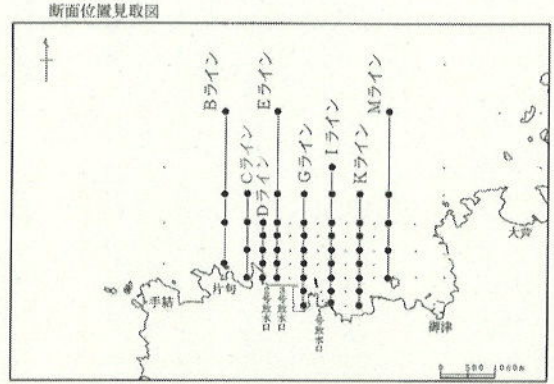 断面位置見取図
Bライン
Cライン
Dライン
Eライン
Gライン
Iライン
Kライン
Mライン
大芦
手結
片句
御津
0 500 1000m